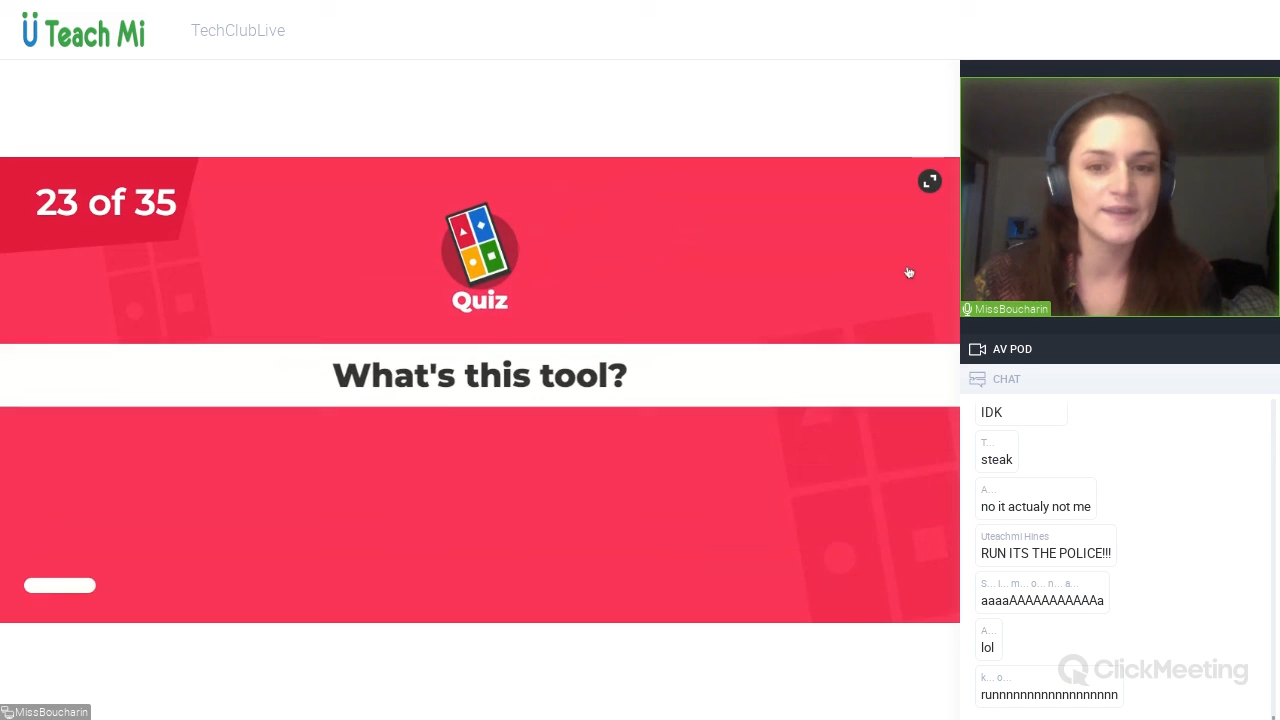 Ü Teach Mi
TechClubLive
23 of 35
Quiz
What's this tool?
MissBoucharin
AV POD
CHAT
IDK
T...
steak
A...
no it actualy not me
Uteachmi Hines
RUN ITS THE POLICE!!!
S... i... m... o... n... a...
aaaaAAAAAAAAAAAa
A...
lol
k... o...
runnnnnnnnnnnnnnnnnn
ClickMeeting
MissBoucharin